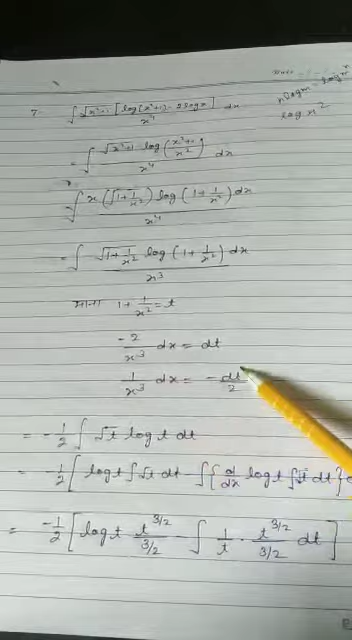 n log m = log mⁿ
log x²
7. ∫ √x²+1 [log(x²+1) - 2 log x] / x⁴ dx
= ∫ √x²+1 log(x²+1 / x²) / x⁴ dx
∫ x(√1+1/x²) log(1+1/x²) dx / x⁴
= ∫ √1+1/x² log(1+1/x²) dx / x³
माना 1+1/x² = t
-2/x³ dx = dt
1/x³ dx = -dt/2
= -1/2 ∫ √t log t dt
= -1/2 [log t ∫ √t dt - ∫ {d/dx log t ∫ √t dt}
= -1/2 [log t t^3/2 / 3/2 - ∫ 1/t · t^3/2 / 3/2 dt]